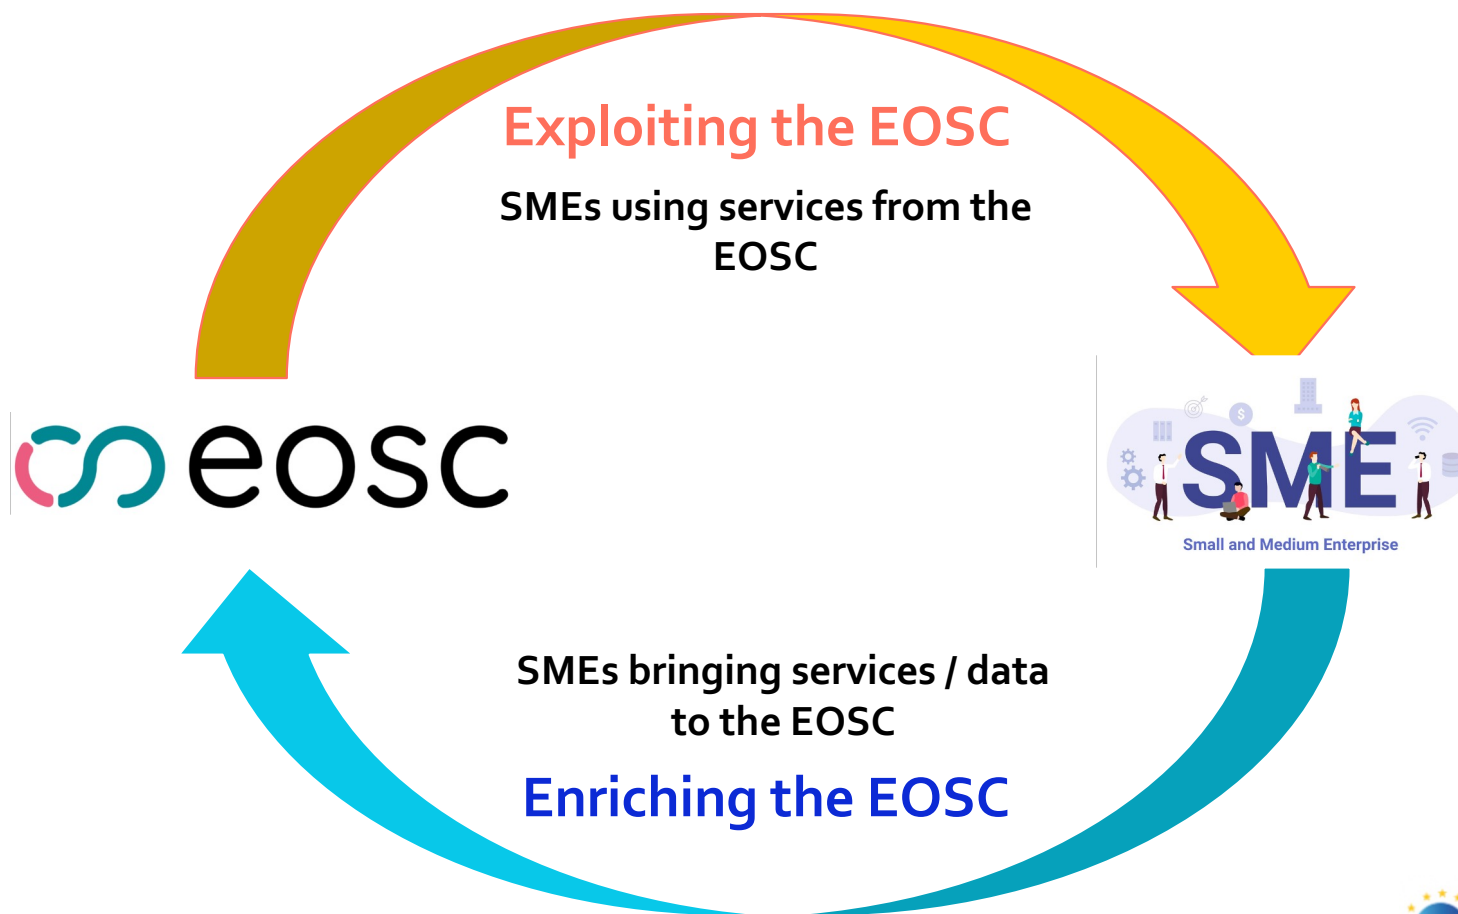 Exploiting the EOSC
SMEs using services from the
EOSC
eosc
$
SME
Small and Medium Enterprise
SMEs bringing services / data
to the EOSC
Enriching the EOSC